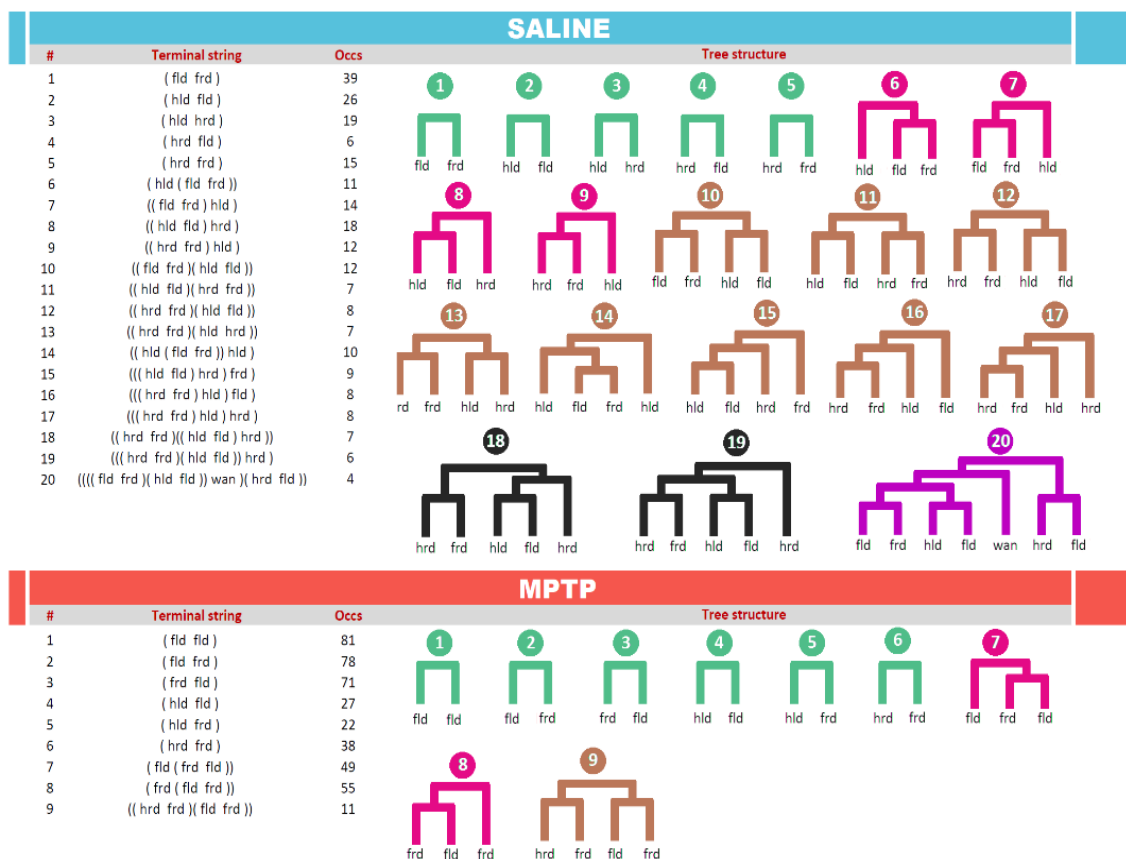 SALINE
# Terminal string Occs Tree structure
1 ( fld frd ) 39
2 ( hld fld ) 26
3 ( hld hrd ) 19
4 ( hrd fld ) 6
5 ( hrd frd ) 15
6 ( hld ( fld frd )) 11
7 (( fld frd ) hld ) 14
8 (( hld fld ) hrd ) 18
9 (( hrd frd ) hld ) 12
10 (( fld frd )( hld fld )) 12
11 (( hld fld )( hrd frd )) 7
12 (( hrd frd )( hld fld )) 8
13 (( hrd frd )( hld hrd )) 7
14 (( hld ( fld frd )) hld ) 10
15 ((( hld fld ) hrd ) frd ) 9
16 ((( hrd frd ) hld ) fld ) 8
17 ((( hrd frd ) hld ) hrd ) 8
18 (( hrd frd )(( hld fld ) hrd )) 7
19 ((( hrd frd )( hld fld )) hrd ) 6
20 (((( fld frd )( hld fld )) wan )( hrd fld )) 4
1 2 3 4 5 6 7
fld frd hld fld hld hrd hrd fld hrd frd hld fld frd fld frd hld
8 9 10 11 12
hld fld hrd hrd frd hld fld frd hld fld hld fld hrd frd hrd frd hld fld
13 14 15 16 17
rd frd hld hrd hld fld frd hld hld fld hrd frd hrd frd hld fld hrd frd hld hrd
18 19 20
hrd frd hld fld hrd hrd frd hld fld hrd fld frd hld fld wan hrd fld
MPTP
# Terminal string Occs Tree structure
1 ( fld fld ) 81
2 ( fld frd ) 78
3 ( frd fld ) 71
4 ( hld fld ) 27
5 ( hld frd ) 22
6 ( hrd frd ) 38
7 ( fld ( frd fld )) 49
8 ( frd ( fld frd )) 55
9 (( hrd frd )( fld frd )) 11
1 2 3 4 5 6 7
fld fld fld frd frd fld hld fld hld frd hrd frd fld frd fld
8 9
frd fld frd hrd frd fld frd